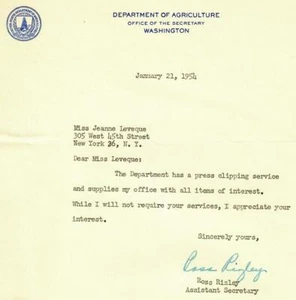 DEPARTMENT OF AGRICULTURE
OFFICE OF THE SECRETARY
WASHINGTON
January 21, 1954
Miss Jeanne Leveque
305 West 45th Street
New York 36, N. Y.
Dear Miss Leveque:
The Department has a press clipping service
and supplies my office with all items of interest.
While I will not require your services, I appreciate your
interest.
Sincerely yours,
Ross Rizley
Ross Rizley
Assistant Secretary